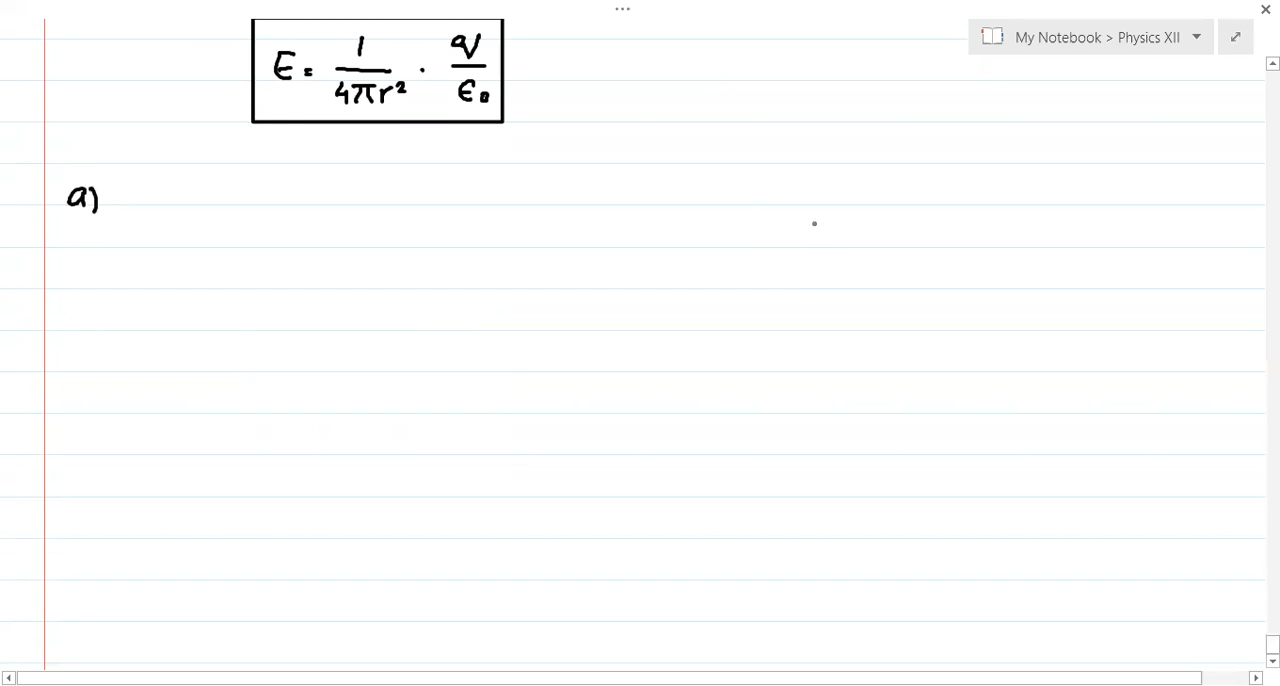 My Notebook > Physics XII
E = 1/4πr² · q/ε₀
a)